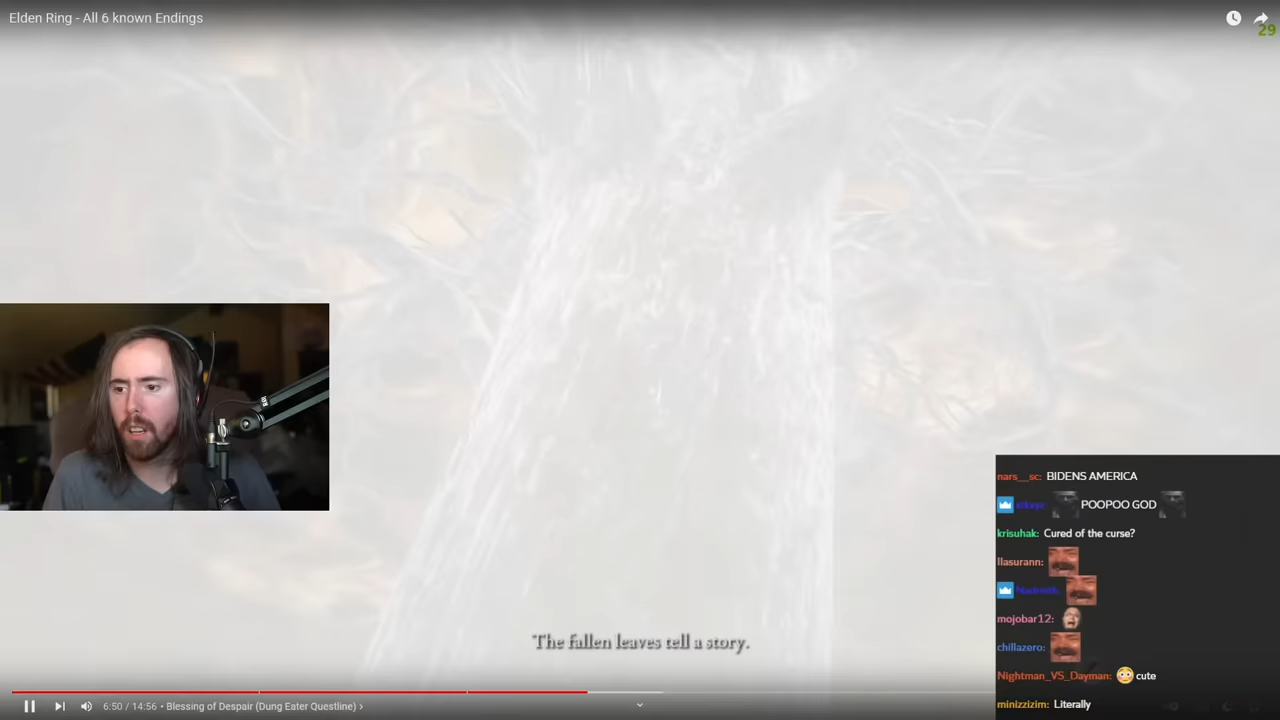 Elden Ring - All 6 known Endings
29
nars__sc: BIDENS AMERICA
POOPOO GOD
krisuhak: Cured of the curse?
llasurann:
mojobar12:
chillazero:
Nightman_VS_Dayman: cute
minizzizim: Literally
The fallen leaves tell a story.
6:50 / 14:56 • Blessing of Despair (Dung Eater Questline) ›